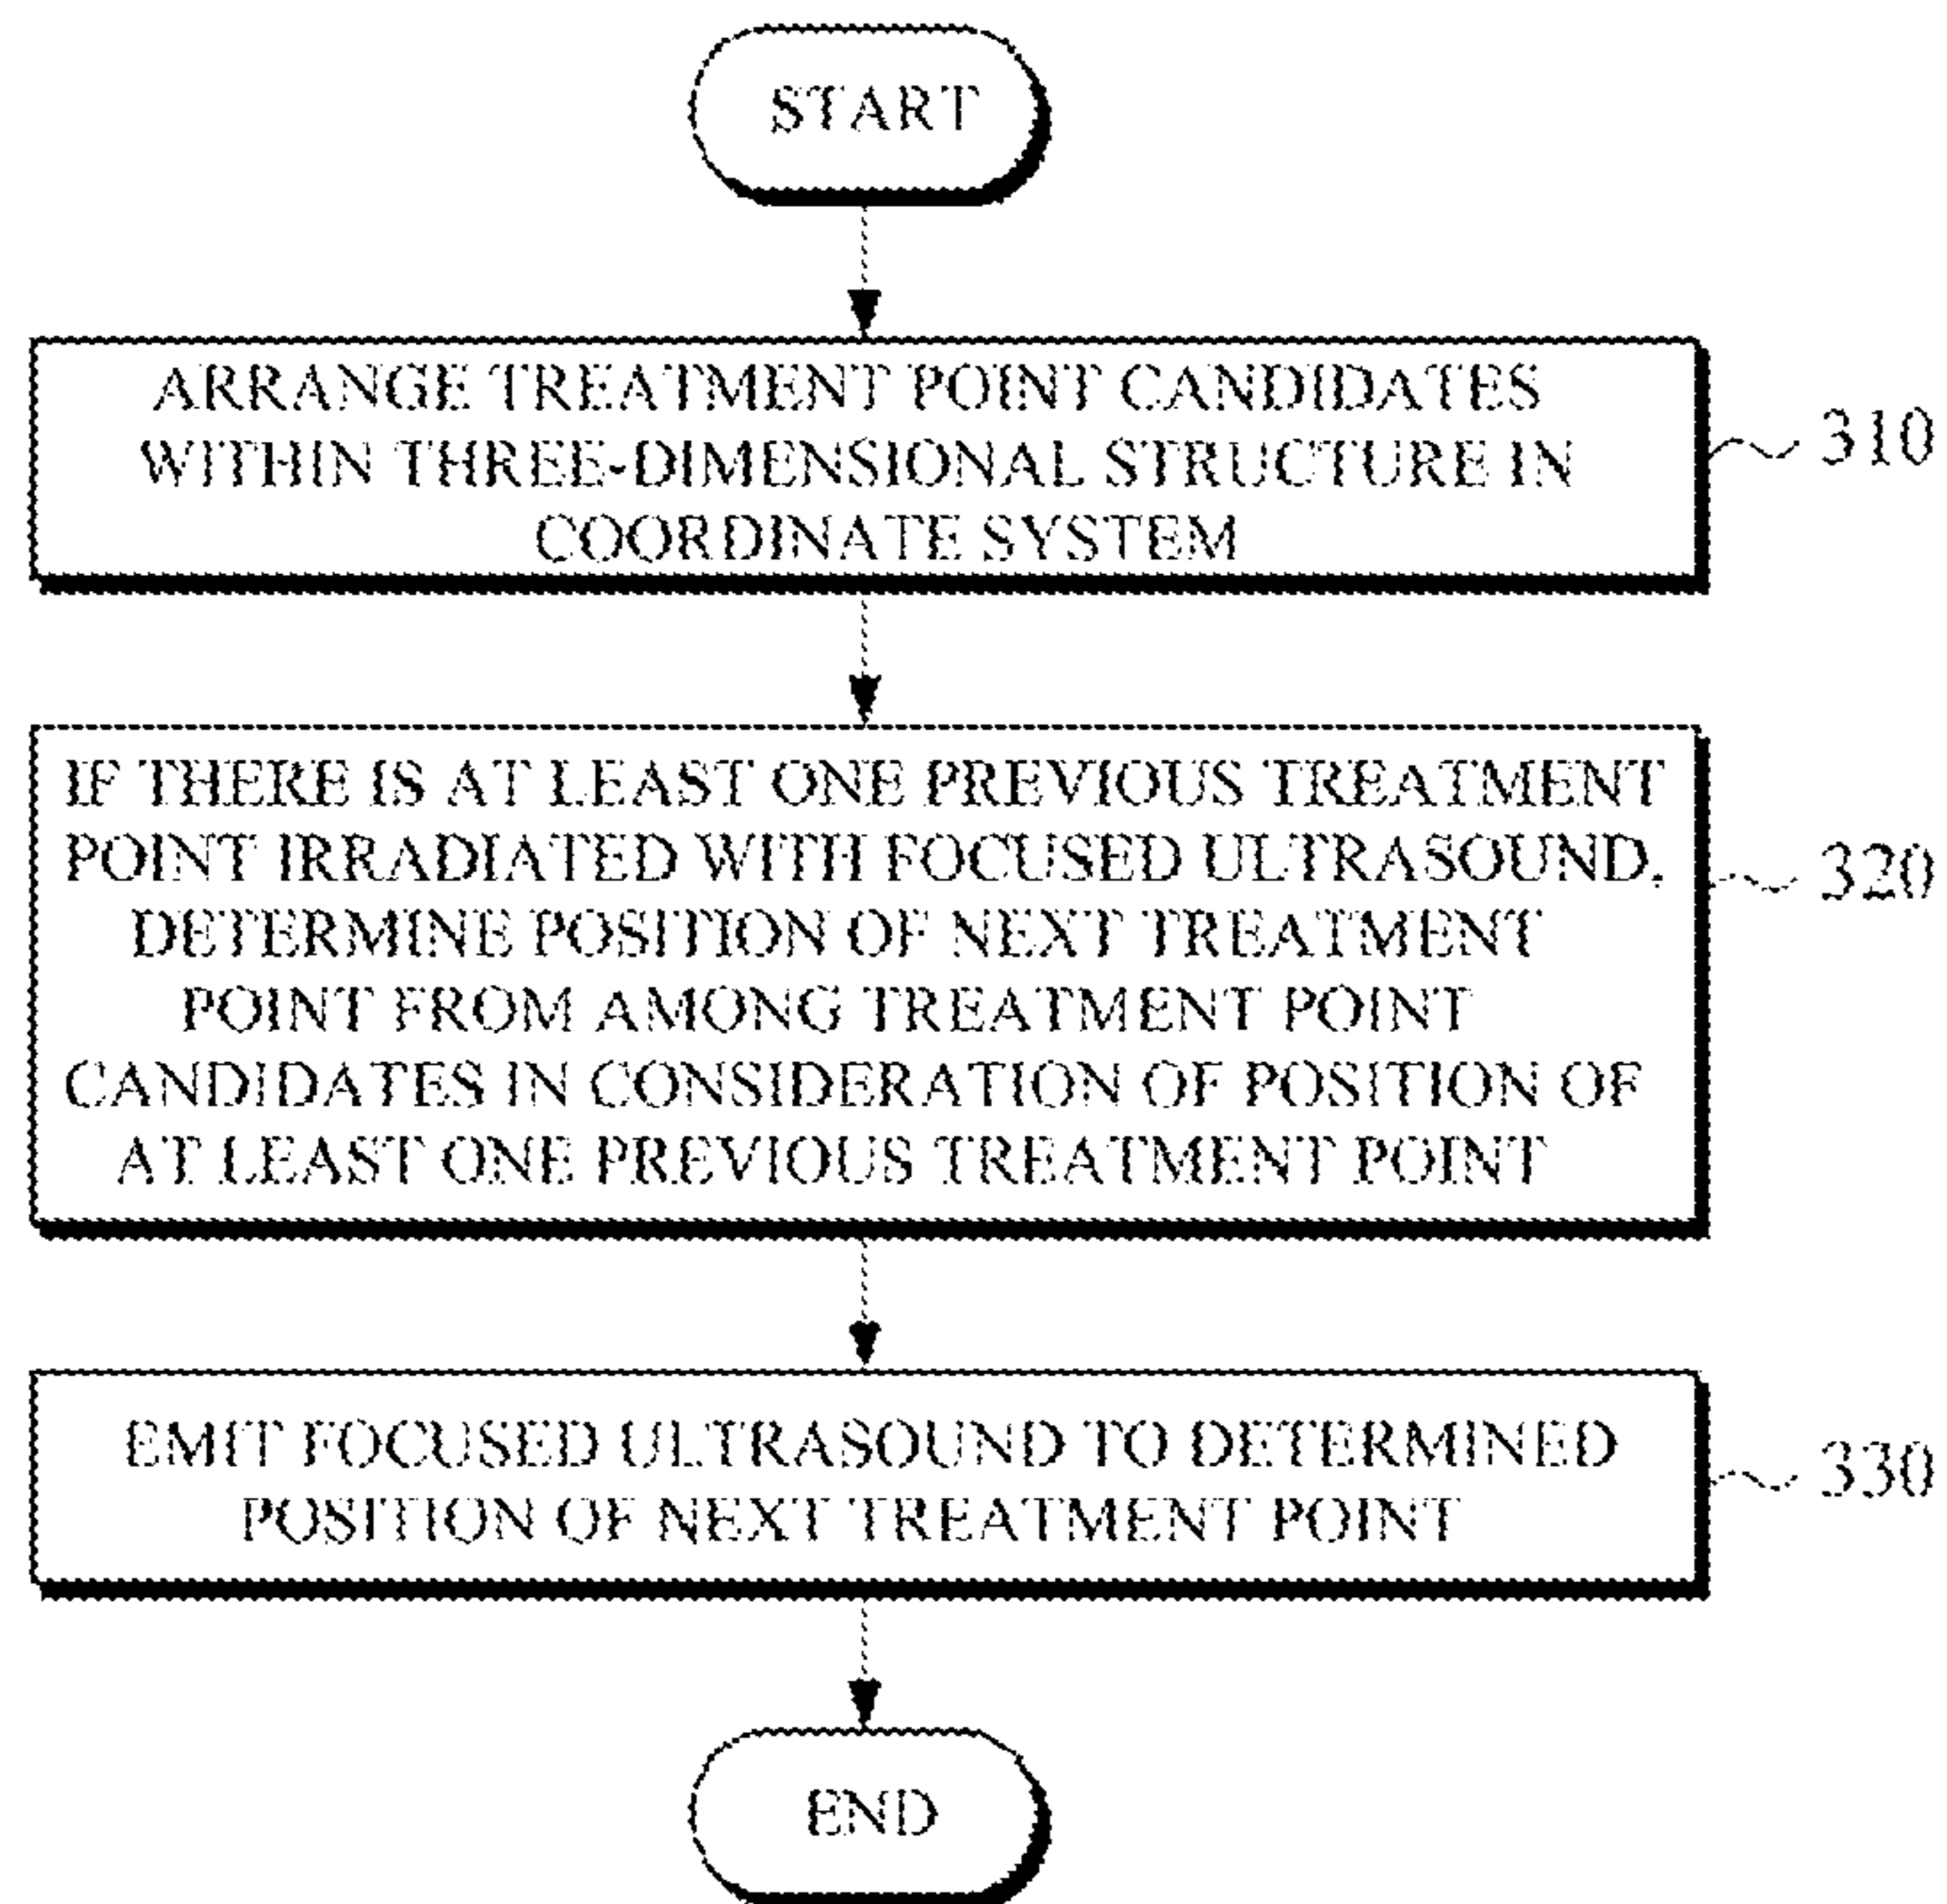 START
ARRANGE TREATMENT POINT CANDIDATES
WITHIN THREE-DIMENSIONAL STRUCTURE IN
COORDINATE SYSTEM
310
IF THERE IS AT LEAST ONE PREVIOUS TREATMENT
POINT IRRADIATED WITH FOCUSED ULTRASOUND,
DETERMINE POSITION OF NEXT TREATMENT
POINT FROM AMONG TREATMENT POINT
CANDIDATES IN CONSIDERATION OF POSITION OF
AT LEAST ONE PREVIOUS TREATMENT POINT
320
EMIT FOCUSED ULTRASOUND TO DETERMINED
POSITION OF NEXT TREATMENT POINT
330
END